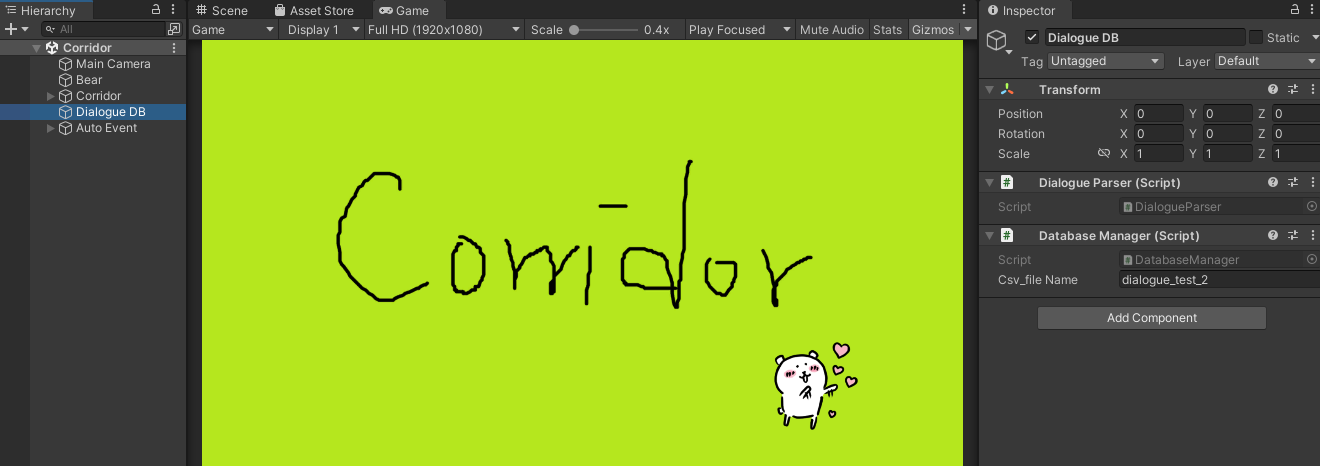 Hierarchy
All
Corridor
Main Camera
Bear
Corridor
Dialogue DB
Auto Event
Scene Asset Store Game
Game Display 1 Full HD (1920x1080) Scale 0.4x Play Focused Mute Audio Stats Gizmos
Corridor
Inspector
Dialogue DB Static
Tag Untagged Layer Default
Transform
Position X 0 Y 0 Z 0
Rotation X 0 Y 0 Z 0
Scale X 1 Y 1 Z 1
# Dialogue Parser (Script)
Script DialogueParser
# Database Manager (Script)
Script DatabaseManager
Csv_file Name dialogue_test_2
Add Component